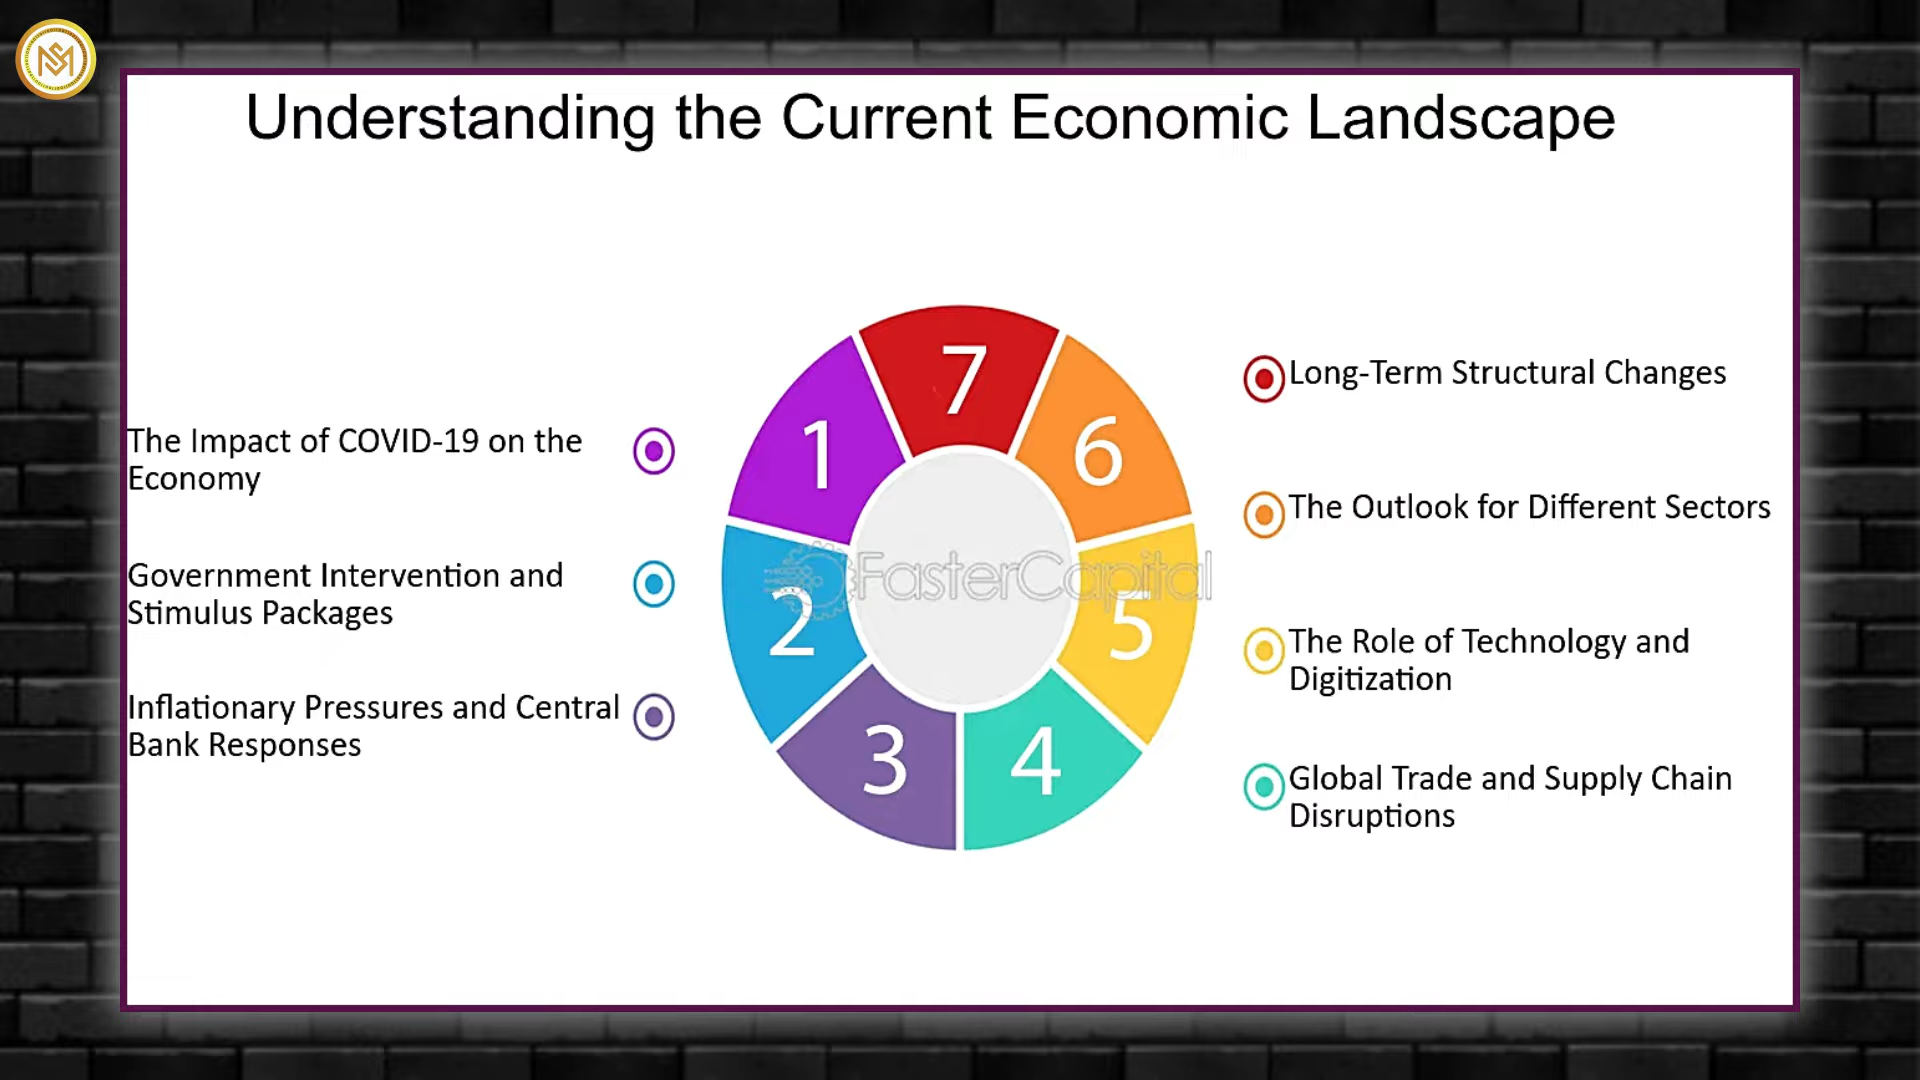 Understanding the Current Economic Landscape
The Impact of COVID-19 on the
Economy
Government Intervention and
Stimulus Packages
Inflationary Pressures and Central
Bank Responses
7
1
6
2
5
3
4
FasterCapital
Long-Term Structural Changes
The Outlook for Different Sectors
The Role of Technology and
Digitization
Global Trade and Supply Chain
Disruptions